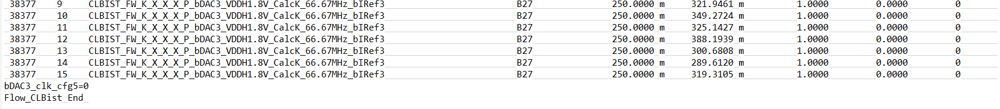 38377 9 CLBIST_FW_K_X_X_X_P_bDAC3_VDDH1.8V_CalcK_66.67MHz_bIRef3 B27 250.0000 m 321.9461 m 1.0000 0.0000 0
38377 10 CLBIST_FW_K_X_X_X_P_bDAC3_VDDH1.8V_CalcK_66.67MHz_bIRef3 B27 250.0000 m 349.2724 m 1.0000 0.0000 0
38377 11 CLBIST_FW_K_X_X_X_P_bDAC3_VDDH1.8V_CalcK_66.67MHz_bIRef3 B27 250.0000 m 325.1427 m 1.0000 0.0000 0
38377 12 CLBIST_FW_K_X_X_X_P_bDAC3_VDDH1.8V_CalcK_66.67MHz_bIRef3 B27 250.0000 m 388.1939 m 1.0000 0.0000 0
38377 13 CLBIST_FW_K_X_X_X_P_bDAC3_VDDH1.8V_CalcK_66.67MHz_bIRef3 B27 250.0000 m 300.6808 m 1.0000 0.0000 0
38377 14 CLBIST_FW_K_X_X_X_P_bDAC3_VDDH1.8V_CalcK_66.67MHz_bIRef3 B27 250.0000 m 289.6120 m 1.0000 0.0000 0
38377 15 CLBIST_FW_K_X_X_X_P_bDAC3_VDDH1.8V_CalcK_66.67MHz_bIRef3 B27 250.0000 m 319.3105 m 1.0000 0.0000 0
bDAC3_clk_cfg5=0
Flow_CLBist_End